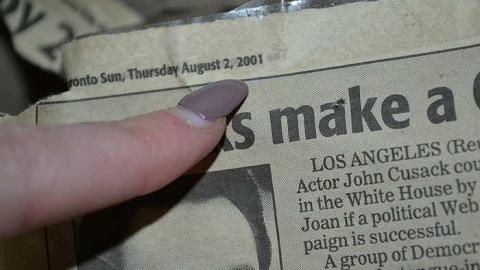 ronto Sun, Thursday August 2, 2001
s make a
LOS ANGELES (Reu
Actor John Cusack cou
in the White House by
Joan if a political Web
paign is successful.
A group of Democr